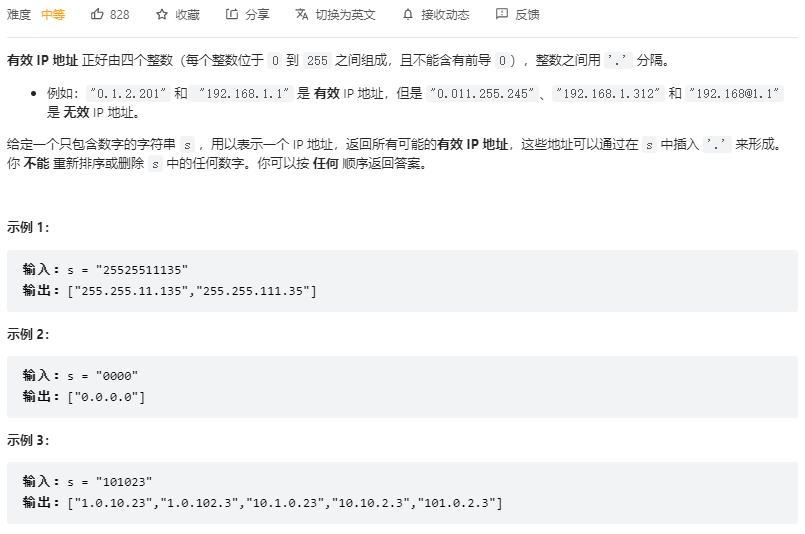 难度 中等 828 收藏 分享 切换为英文 接收动态 反馈
有效 IP 地址 正好由四个整数（每个整数位于 0 到 255 之间组成，且不能含有前导 0），整数之间用 '.' 分隔。
例如："0.1.2.201" 和 "192.168.1.1" 是 有效 IP 地址，但是 "0.011.255.245"、"192.168.1.312" 和 "192.168@1.1"
是 无效 IP 地址。
给定一个只包含数字的字符串 s ，用以表示一个 IP 地址，返回所有可能的有效 IP 地址，这些地址可以通过在 s 中插入 '.' 来形成。
你 不能 重新排序或删除 s 中的任何数字。你可以按 任何 顺序返回答案。
示例 1：
输入：s = "25525511135"
输出：["255.255.11.135","255.255.111.35"]
示例 2：
输入：s = "0000"
输出：["0.0.0.0"]
示例 3：
输入：s = "101023"
输出：["1.0.10.23","1.0.102.3","10.1.0.23","10.10.2.3","101.0.2.3"]